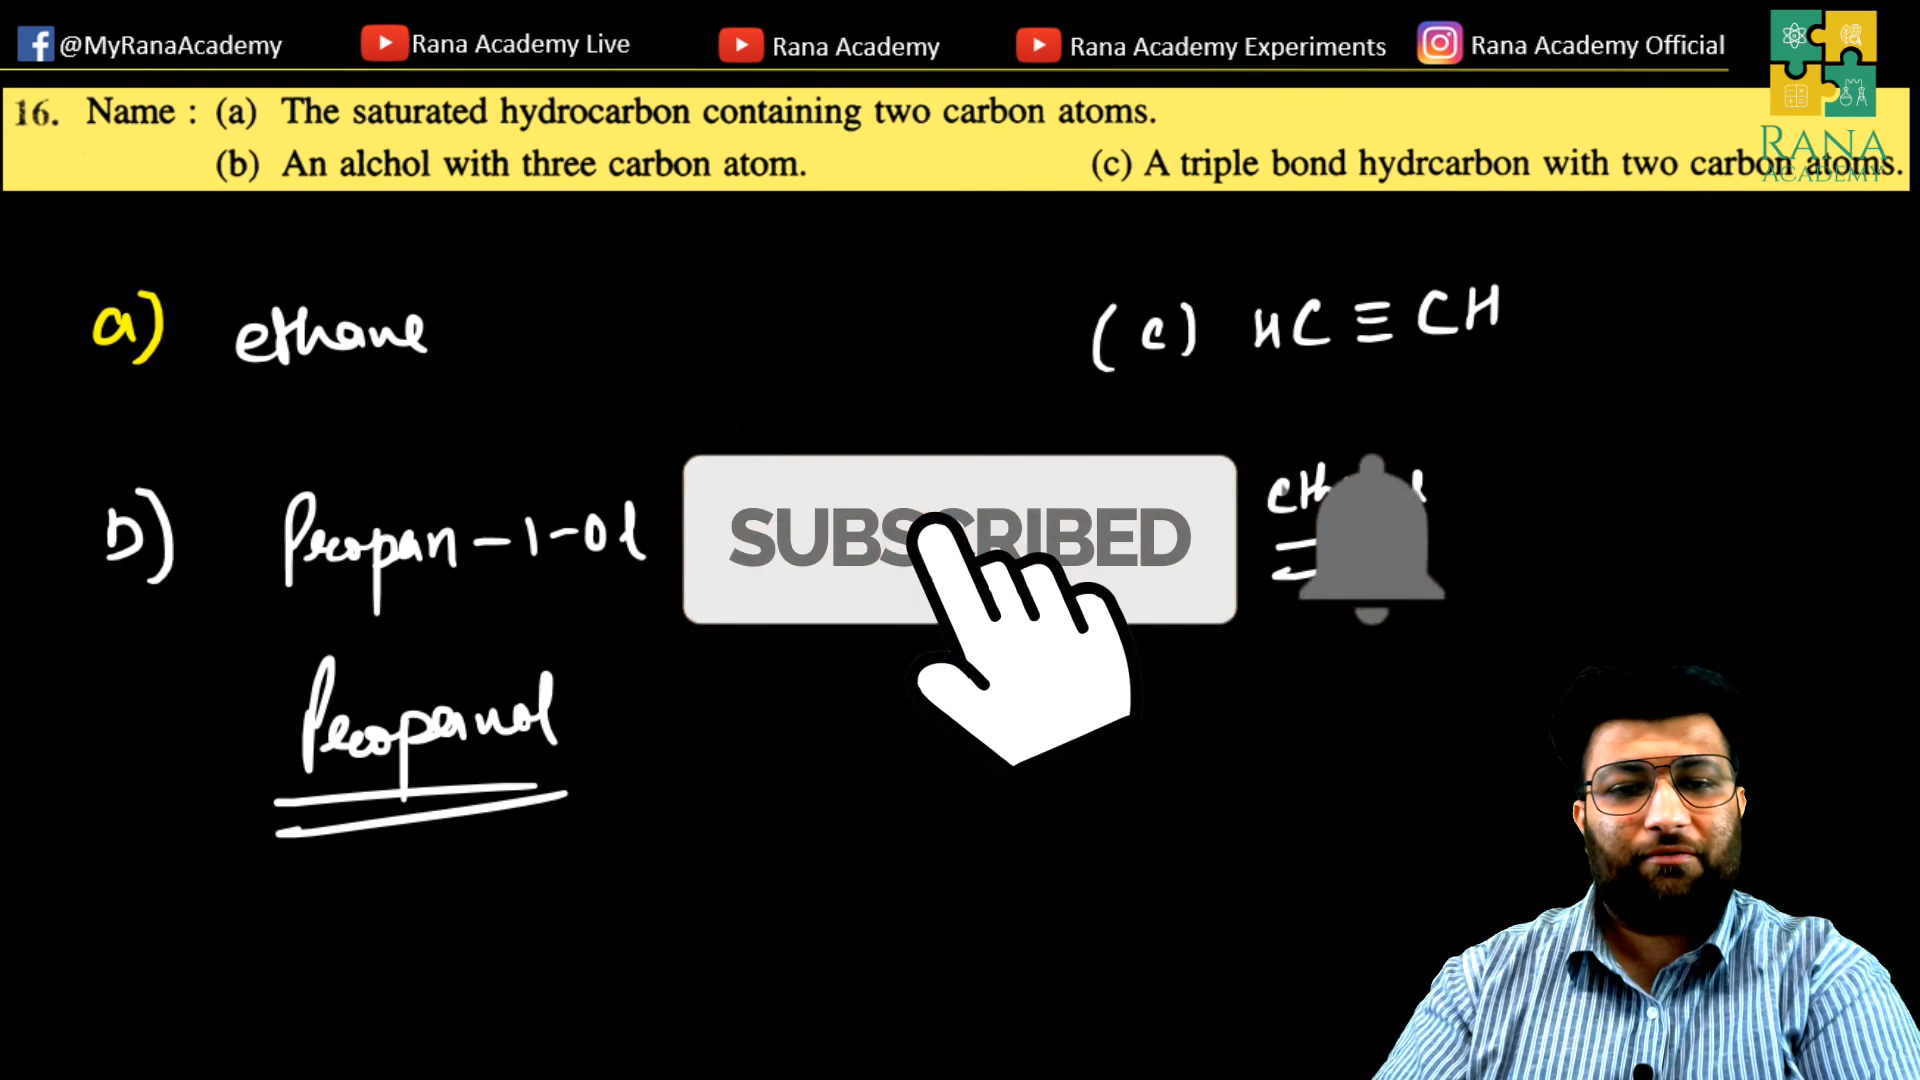 @MyRanaAcademy Rana Academy Live Rana Academy Rana Academy Experiments Rana Academy Official
16. Name : (a) The saturated hydrocarbon containing two carbon atoms.
(b) An alchol with three carbon atom. (c) A triple bond hydrcarbon with two carbon atoms.
RANA
ACADEMY
a) ethane
(c) HC ≡ CH
b) Propan-1-ol
SUBSCRIBED
Propanol